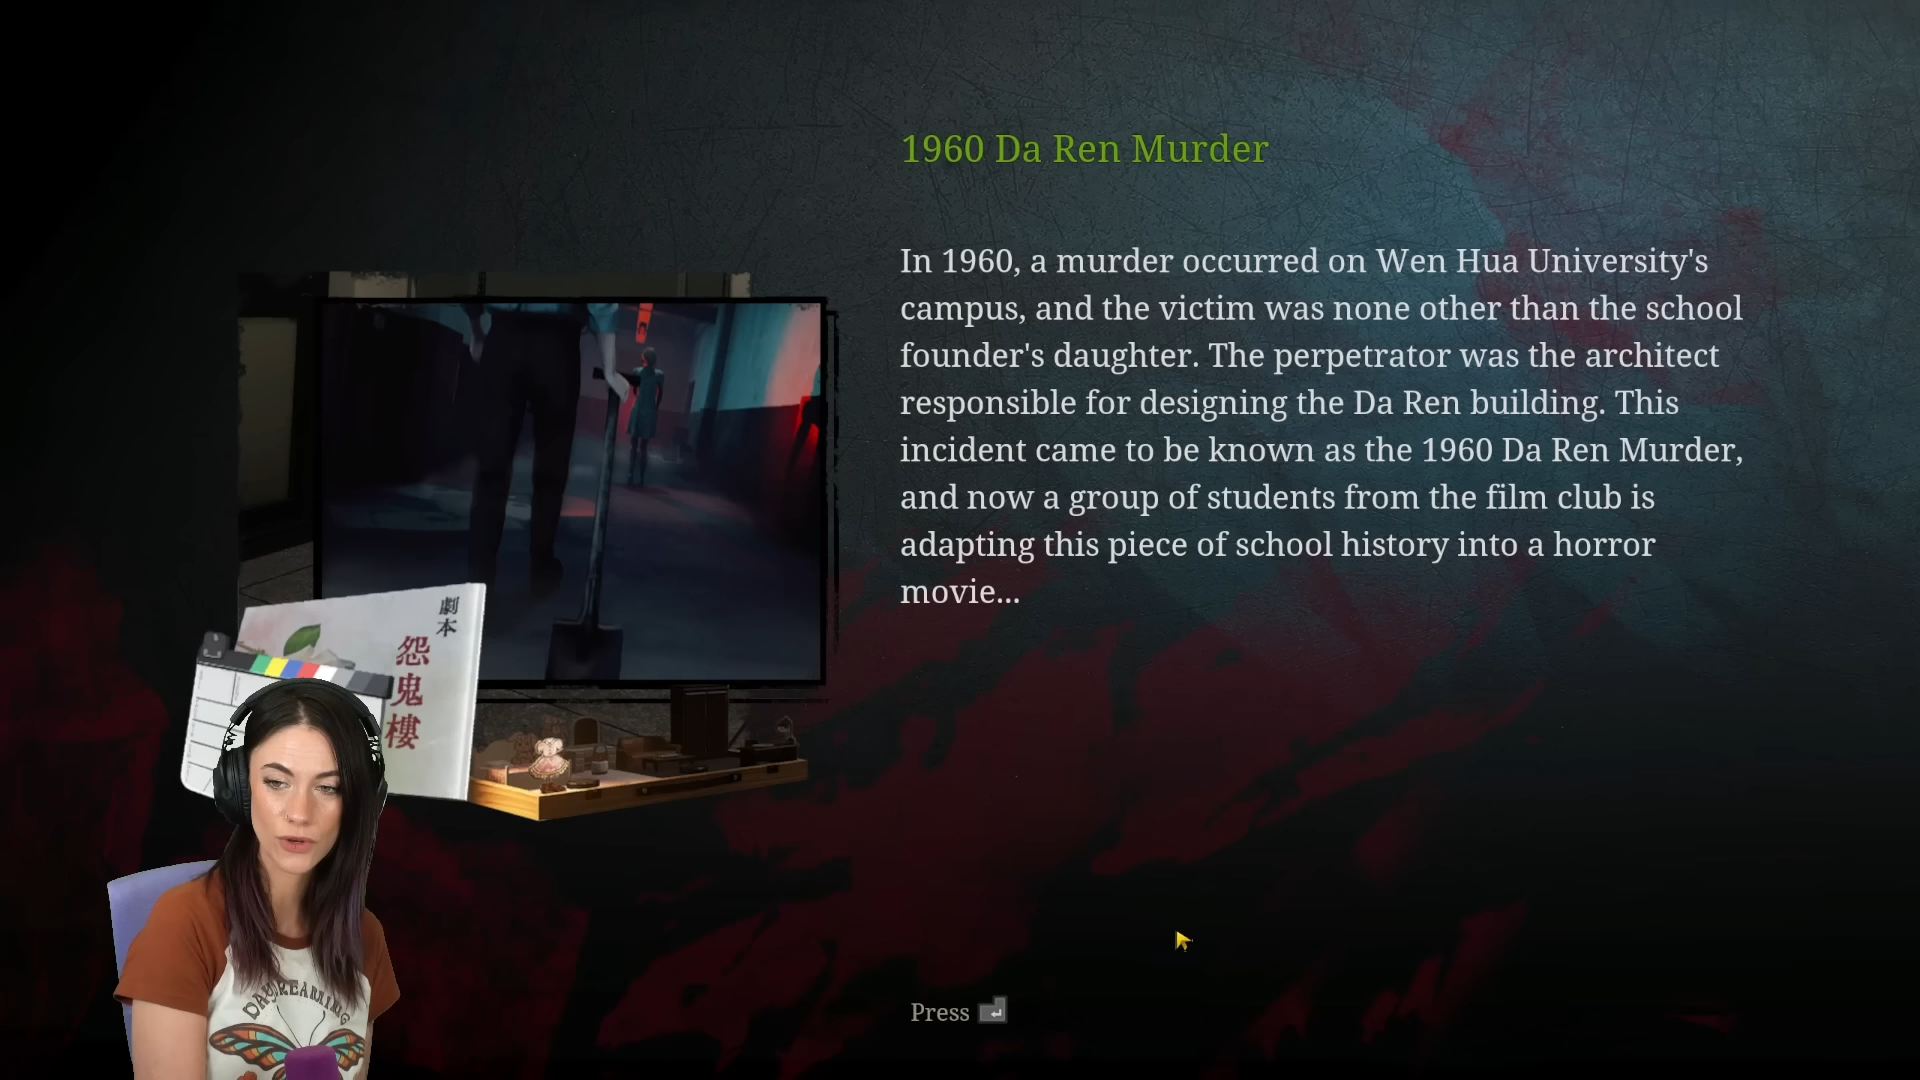 1960 Da Ren Murder
In 1960, a murder occurred on Wen Hua University's
campus, and the victim was none other than the school
founder's daughter. The perpetrator was the architect
responsible for designing the Da Ren building. This
incident came to be known as the 1960 Da Ren Murder,
and now a group of students from the film club is
adapting this piece of school history into a horror
movie...
劇本
怨鬼樓
DAYDREAMING
Press